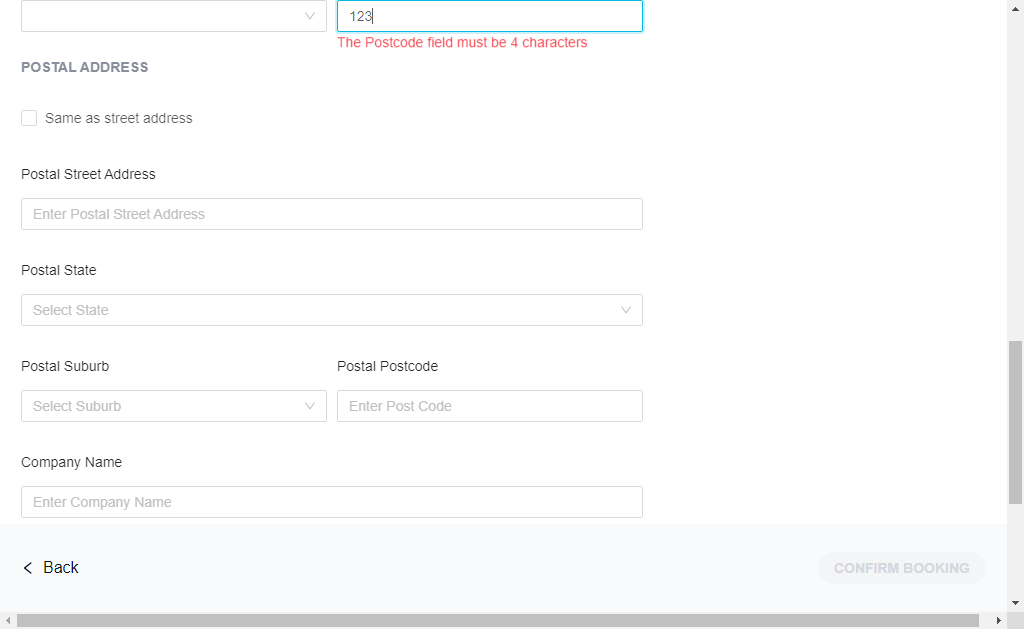 123
The Postcode field must be 4 characters
POSTAL ADDRESS
Same as street address
Postal Street Address
Enter Postal Street Address
Postal State
Select State
Postal Suburb Postal Postcode
Select Suburb Enter Post Code
Company Name
Enter Company Name
Back CONFIRM BOOKING